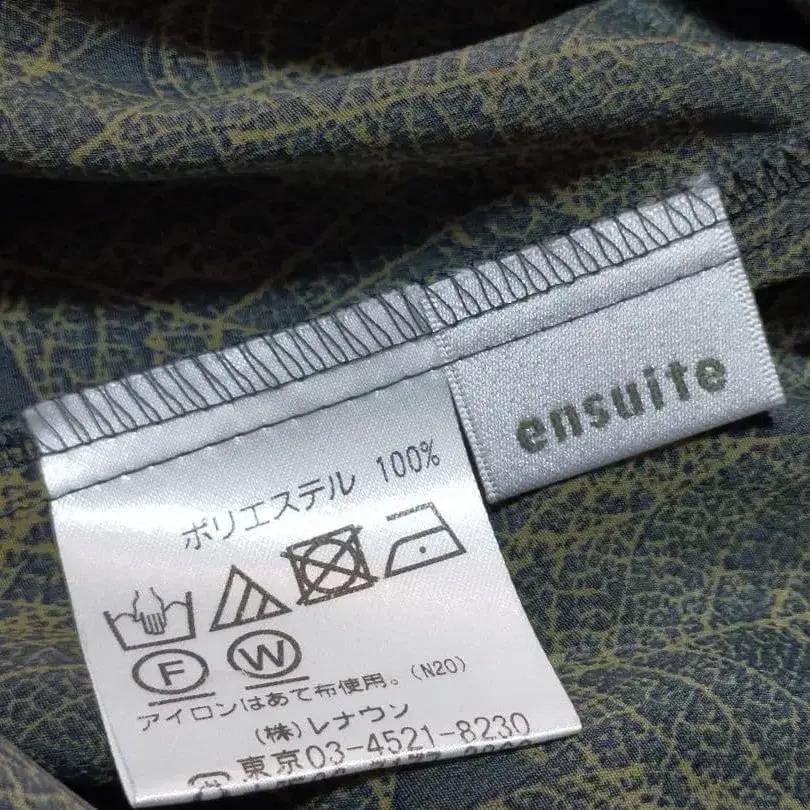 ensuite
ポリエステル 100%
F W
アイロンはあて布使用。(N20)
(株)レナウン
東京03-4521-8230